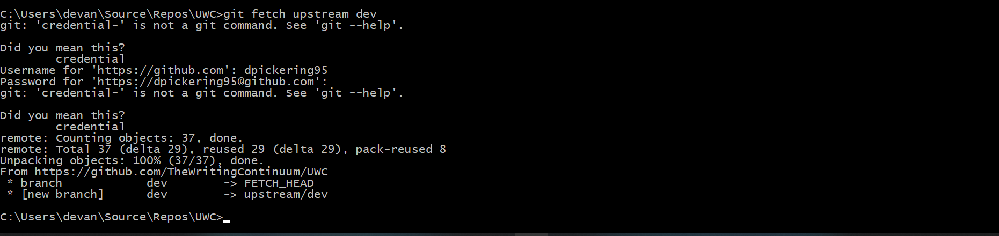 C:\Users\devan\Source\Repos\UWC>git fetch upstream dev
git: 'credential-' is not a git command. See 'git --help'.
Did you mean this?
credential
Username for 'https://github.com': dpickering95
Password for 'https://dpickering95@github.com':
git: 'credential-' is not a git command. See 'git --help'.
Did you mean this?
credential
remote: Counting objects: 37, done.
remote: Total 37 (delta 29), reused 29 (delta 29), pack-reused 8
Unpacking objects: 100% (37/37), done.
From https://github.com/TheWritingContinuum/UWC
* branch            dev        -> FETCH_HEAD
* [new branch]      dev        -> upstream/dev
C:\Users\devan\Source\Repos\UWC>